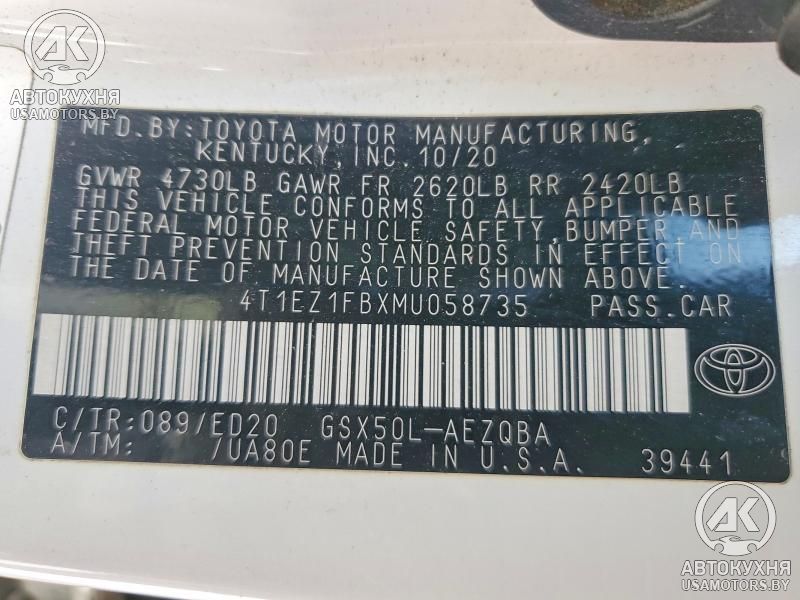 AK
АВТОКУХНЯ
USAMOTORS.BY
MFD.BY:TOYOTA MOTOR MANUFACTURING,
KENTUCKY, INC. 10/20
GVWR 4730LB GAWR FR 2620LB RR 2420LB
THIS VEHICLE CONFORMS TO ALL APPLICABLE
FEDERAL MOTOR VEHICLE SAFETY, BUMPER AND
THEFT PREVENTION STANDARDS IN EFFECT ON
THE DATE OF MANUFACTURE SHOWN ABOVE.
4T1EZ1FBXMU058735 PASS.CAR
C/TR:089/ED20 GSX50L-AEZQBA
A/TM: /UA80E MADE IN U.S.A. 39441
AK
АВТОКУХНЯ
USAMOTORS.BY